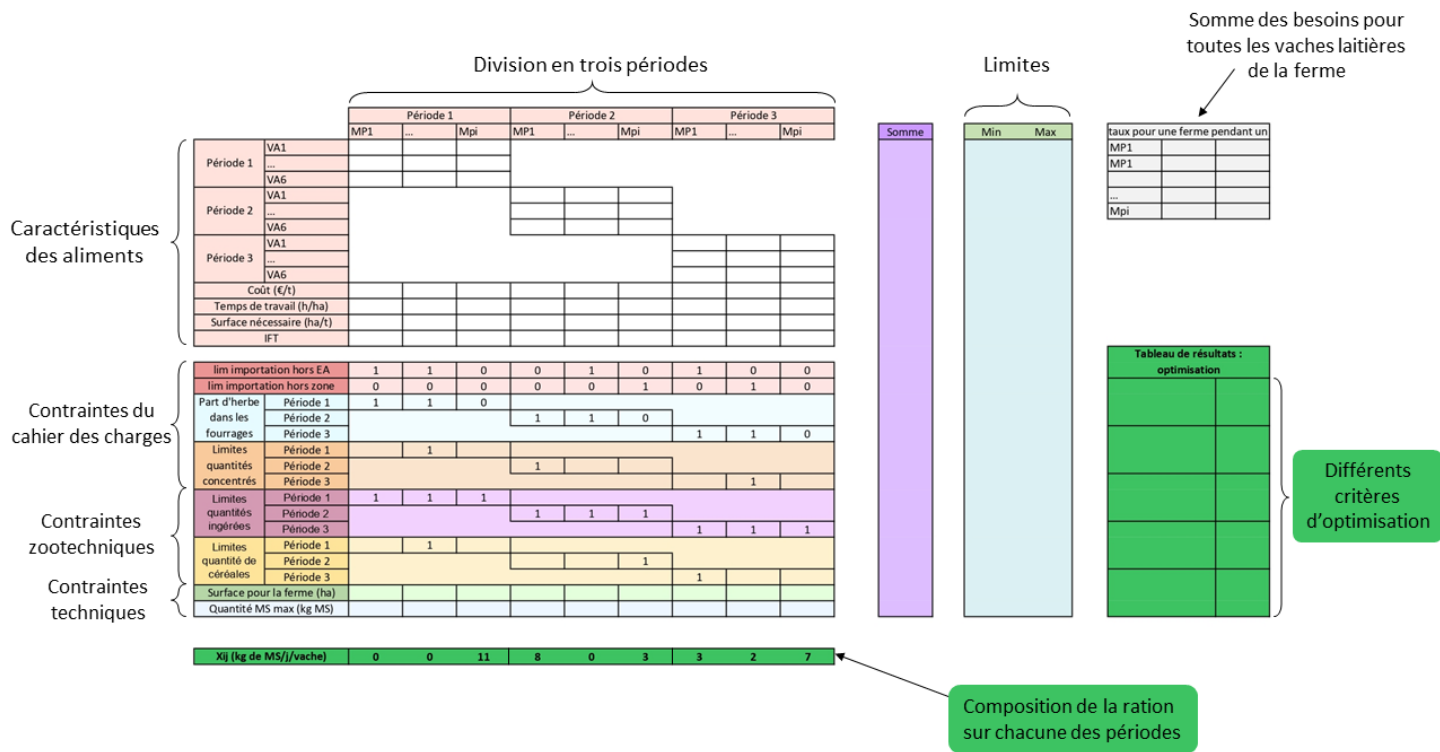 Somme des besoins pour
toutes les vaches laitières
de la ferme
Division en trois périodes
Limites
Période 1 Période 2 Période 3
MP1 ... Mpi MP1 ... Mpi MP1 ... Mpi
Somme
Min Max
taux pour une ferme pendant un
MP1
MP1
...
Mpi
Caractéristiques
des aliments
Période 1
VA1
...
VA6
Période 2
VA1
...
VA6
Période 3
VA1
...
VA6
Coût (€/t)
Temps de travail (h/ha)
Surface nécessaire (ha/t)
IFT
Contraintes du
cahier des charges
lim importation hors EA 1 1 0 0 1 0 1 0 0
lim importation hors zone 0 0 0 0 0 1 0 1 0
Part d'herbe
dans les
fourrages
Période 1 1 1 0
Période 2 1 1 0
Période 3 1 1 0
Limites
quantités
concentrés
Période 1 1
Période 2 1
Période 3 1
Contraintes
zootechniques
Limites
quantités
ingérées
Période 1 1 1 1
Période 2 1 1 1
Période 3 1 1 1
Limites
quantité de
céréales
Période 1 1
Période 2 1
Période 3 1
Contraintes
techniques
Surface pour la ferme (ha)
Quantité MS max (kg MS)
Xij (kg de MS/j/vache) 0 0 11 8 0 3 3 2 7
Tableau de résultats :
optimisation
Différents
critères
d'optimisation
Composition de la ration
sur chacune des périodes